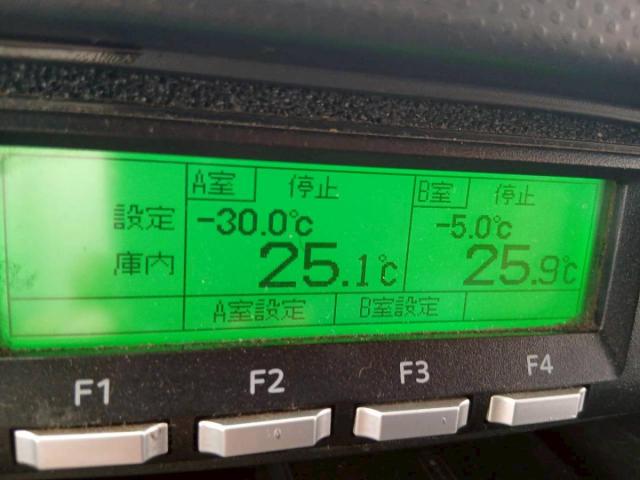 A室 停止 B室 停止
設定 -30.0℃ -5.0℃
庫内 25.1℃ 25.9℃
A室設定 B室設定
F1 F2 F3 F4